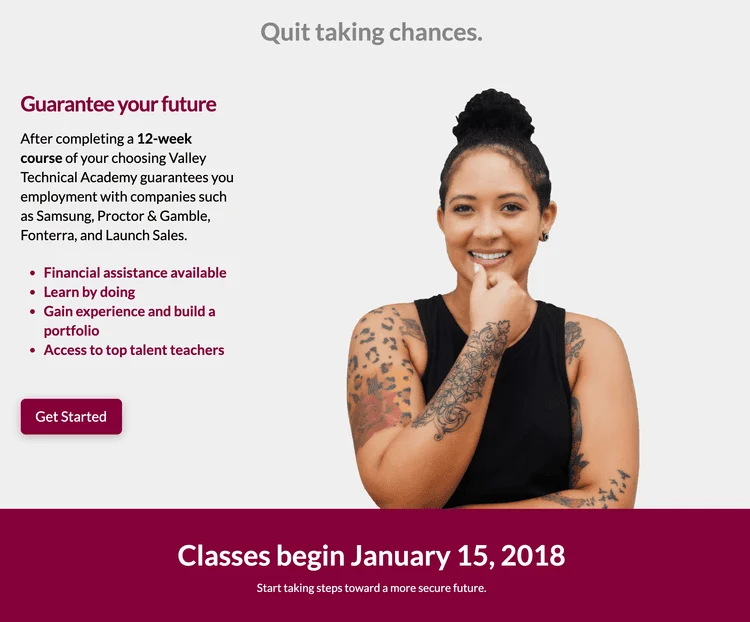 Quit taking chances.
Guarantee your future
After completing a 12-week
course of your choosing Valley
Technical Academy guarantees you
employment with companies such
as Samsung, Proctor & Gamble,
Fonterra, and Launch Sales.
• Financial assistance available
• Learn by doing
• Gain experience and build a
portfolio
• Access to top talent teachers
Get Started
Classes begin January 15, 2018
Start taking steps toward a more secure future.